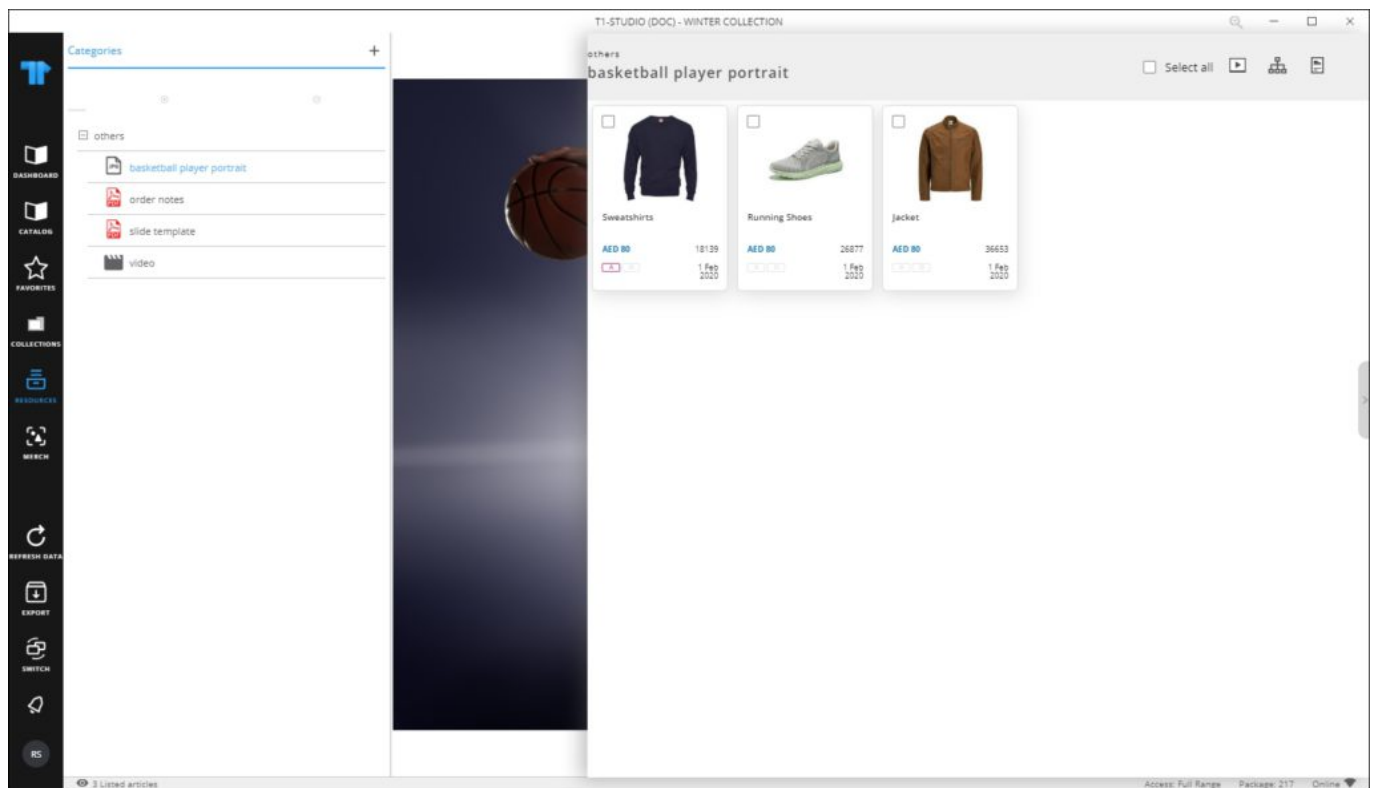 T1-STUDIO (DOC) - WINTER COLLECTION
Categories
+
others
basketball player portrait
order notes
slide template
video
others
basketball player portrait
Select all
Sweatshirts
AED 80 18139
A
1 Feb
2020
Running Shoes
AED 80 26877
1 Feb
2020
Jacket
AED 80 36653
1 Feb
2020
DASHBOARD
CATALOG
FAVORITES
COLLECTIONS
RESOURCES
MERCH
REFRESH DATA
EXPORT
SWITCH
RS
3 Listed articles
Access: Full Range Package: 217 Online